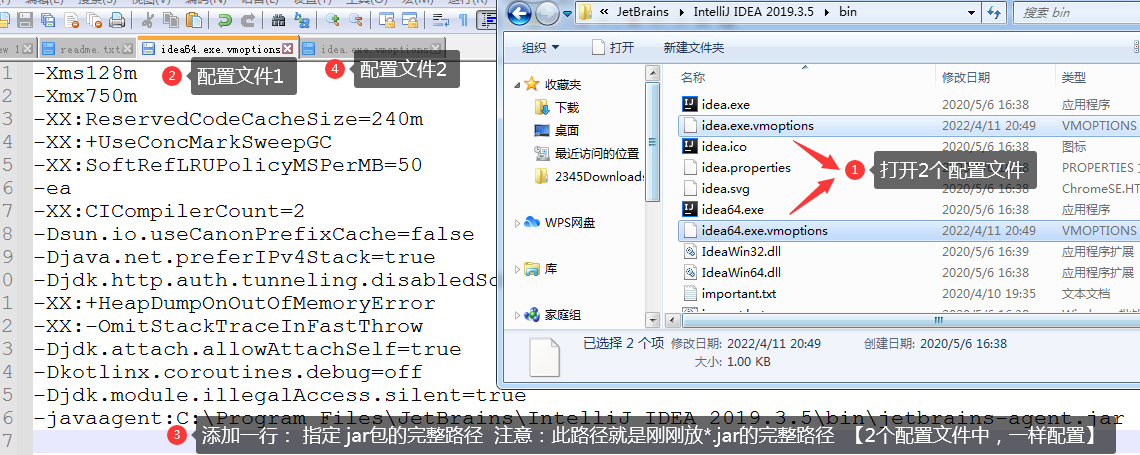 readme.txt
idea64.exe.vmoptions
idea.exe.vmoptions
② 配置文件1
④ 配置文件2
1 -Xms128m
2 -Xmx750m
3 -XX:ReservedCodeCacheSize=240m
4 -XX:+UseConcMarkSweepGC
5 -XX:SoftRefLRUPolicyMSPerMB=50
6 -ea
7 -XX:CICompilerCount=2
8 -Dsun.io.useCanonPrefixCache=false
9 -Djava.net.preferIPv4Stack=true
0 -Djdk.http.auth.tunneling.disabledSc
1 -XX:+HeapDumpOnOutOfMemoryError
2 -XX:-OmitStackTraceInFastThrow
3 -Djdk.attach.allowAttachSelf=true
4 -Dkotlinx.coroutines.debug=off
5 -Djdk.module.illegalAccess.silent=true
6 -javaagent:C:\Program Files\JetBrains\IntelliJ IDEA 2019.3.5\bin\jetbrains-agent.jar
7
③ 添加一行： 指定 jar包的完整路径 注意：此路径就是刚刚放*.jar的完整路径 【2个配置文件中，一样配置】
« JetBrains IntelliJ IDEA 2019.3.5 bin
搜索 bin
组织 打开 新建文件夹
收藏夹
下载
桌面
最近访问的位置
2345Downloads
WPS网盘
库
家庭组
名称 修改日期 类型
idea.exe 2020/5/6 16:38 应用程序
idea.exe.vmoptions 2022/4/11 20:49 VMOPTIONS
idea.ico 2020/5/6 16:38 图标
idea.properties PROPERTIES
idea.svg ChromeSE.HT
idea64.exe 2020/5/6 16:38 应用程序
idea64.exe.vmoptions 2022/4/11 20:49 VMOPTIONS
IdeaWin32.dll 2020/5/6 16:39 应用程序扩展
IdeaWin64.dll 2020/5/6 16:38 应用程序扩展
important.txt 2020/4/10 19:35 文本文档
① 打开2个配置文件
已选择 2 个项 修改日期: 2022/4/11 20:49 创建日期: 2020/5/6 16:38
大小: 1.00 KB